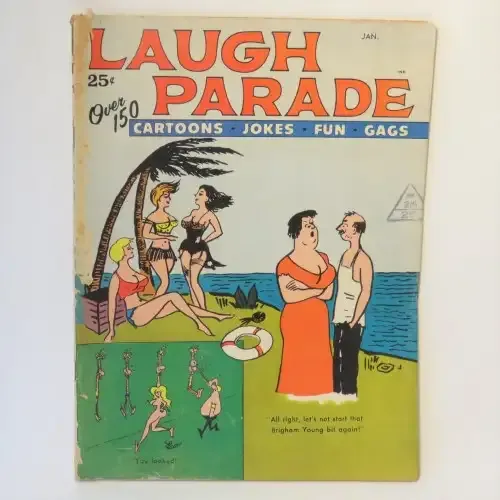 LAUGH
JAN.
25¢
PARADE
Over
150
CARTOONS · JOKES · FUN · GAGS
"All right, let's not start that
Brigham Young bit again!"